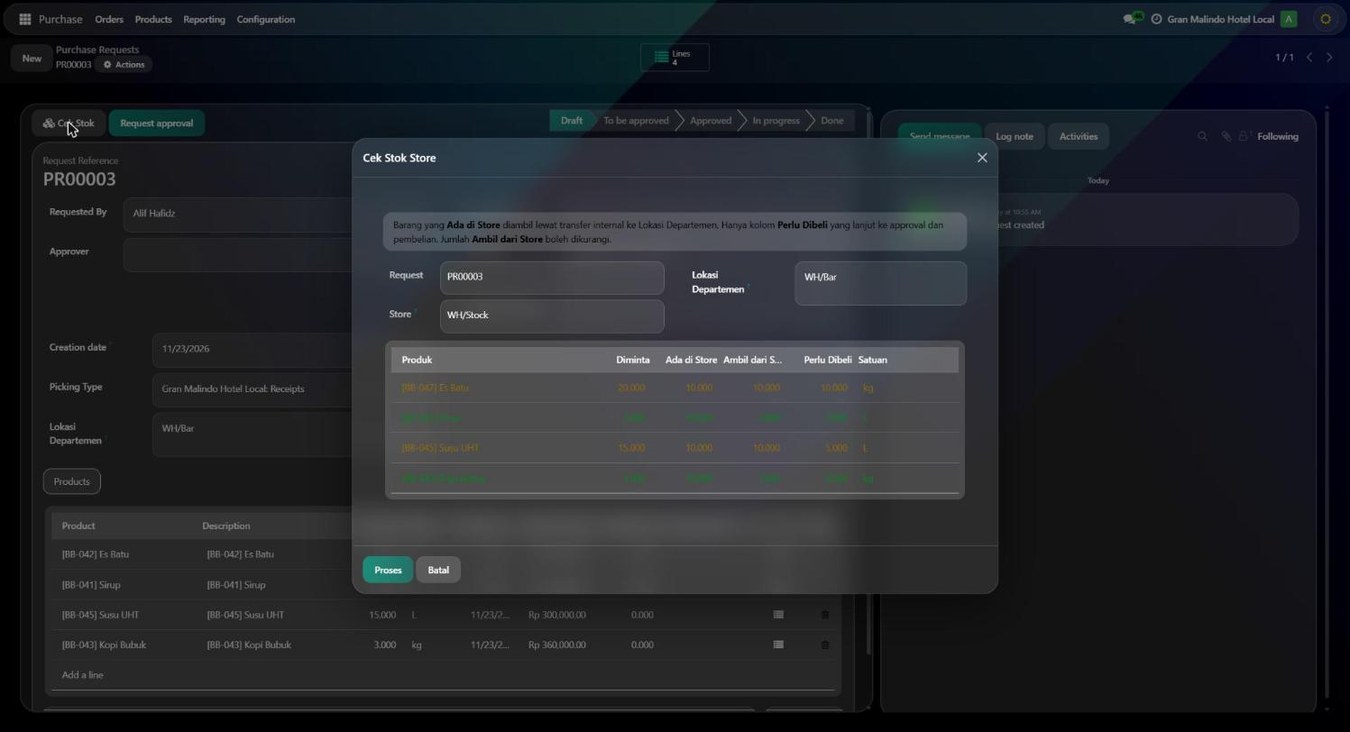 Purchase Orders Products Reporting Configuration
Gran Malindo Hotel Local A
New
Purchase Requests
PR00003 Actions
Lines
4
1 / 1
Cek Stok Request approval
Draft To be approved Approved In progress Done
Send message Log note Activities Following
Today
Request Reference
PR00003
Requested By Alif Hafidz
Approver
Creation date 11/23/2026
Picking Type Gran Malindo Hotel Local: Receipts
Lokasi
Departemen
WH/Bar
at 10:55 AM
est created
Cek Stok Store
Barang yang Ada di Store diambil lewat transfer internal ke Lokasi Departemen. Hanya kolom Perlu Dibeli yang lanjut ke approval dan
pembelian. Jumlah Ambil dari Store boleh dikurangi.
Request PR00003
Lokasi
Departemen ?
WH/Bar
Store WH/Stock
Produk Diminta Ada di Store Ambil dari S... Perlu Dibeli Satuan
[BB-042] Es Batu 20.000 10.000 10.000 10.000 kg
[BB-045] Susu UHT 15.000 10.000 10.000 5.000 L
kg
Proses Batal
Products
Product Description
[BB-042] Es Batu [BB-042] Es Batu
[BB-041] Sirup [BB-041] Sirup
[BB-045] Susu UHT [BB-045] Susu UHT 15.000 L 11/23/2... Rp 300,000.00 0.000
[BB-043] Kopi Bubuk [BB-043] Kopi Bubuk 3.000 kg 11/23/2... Rp 360,000.00 0.000
Add a line